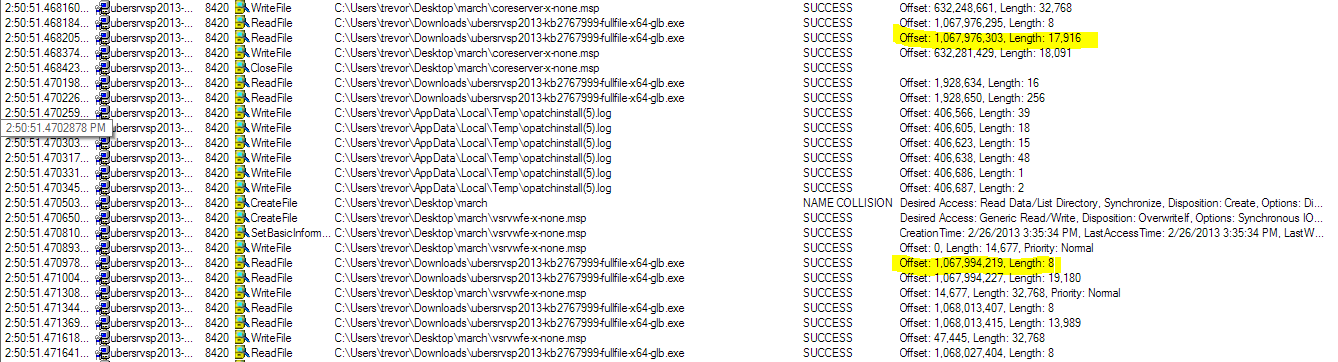 2:50:51.468160... ubersrvsp2013-... 8420 WriteFile C:\Users\trevor\Desktop\march\coreserver-x-none.msp SUCCESS Offset: 632,248,661, Length: 32,768
2:50:51.468184... ubersrvsp2013-... 8420 ReadFile C:\Users\trevor\Downloads\ubersrvsp2013-kb2767999-fullfile-x64-glb.exe SUCCESS Offset: 1,067,976,295, Length: 8
2:50:51.468205... ubersrvsp2013-... 8420 ReadFile C:\Users\trevor\Downloads\ubersrvsp2013-kb2767999-fullfile-x64-glb.exe SUCCESS Offset: 1,067,976,303, Length: 17,916
2:50:51.468374... ubersrvsp2013-... 8420 WriteFile C:\Users\trevor\Desktop\march\coreserver-x-none.msp SUCCESS Offset: 632,281,429, Length: 18,091
2:50:51.468423... ubersrvsp2013-... 8420 CloseFile C:\Users\trevor\Desktop\march\coreserver-x-none.msp SUCCESS
2:50:51.470198... ubersrvsp2013-... 8420 ReadFile C:\Users\trevor\Downloads\ubersrvsp2013-kb2767999-fullfile-x64-glb.exe SUCCESS Offset: 1,928,634, Length: 16
2:50:51.470226... ubersrvsp2013-... 8420 ReadFile C:\Users\trevor\Downloads\ubersrvsp2013-kb2767999-fullfile-x64-glb.exe SUCCESS Offset: 1,928,650, Length: 256
2:50:51.470259... ubersrvsp2013-... 8420 WriteFile C:\Users\trevor\AppData\Local\Temp\opatchinstall(5).log SUCCESS Offset: 406,566, Length: 39
2:50:51.4702878 PM ubersrvsp2013-... 8420 WriteFile C:\Users\trevor\AppData\Local\Temp\opatchinstall(5).log SUCCESS Offset: 406,605, Length: 18
2:50:51.470303... ubersrvsp2013-... 8420 WriteFile C:\Users\trevor\AppData\Local\Temp\opatchinstall(5).log SUCCESS Offset: 406,623, Length: 15
2:50:51.470317... ubersrvsp2013-... 8420 WriteFile C:\Users\trevor\AppData\Local\Temp\opatchinstall(5).log SUCCESS Offset: 406,638, Length: 48
2:50:51.470331... ubersrvsp2013-... 8420 WriteFile C:\Users\trevor\AppData\Local\Temp\opatchinstall(5).log SUCCESS Offset: 406,686, Length: 1
2:50:51.470345... ubersrvsp2013-... 8420 WriteFile C:\Users\trevor\AppData\Local\Temp\opatchinstall(5).log SUCCESS Offset: 406,687, Length: 2
2:50:51.470503... ubersrvsp2013-... 8420 CreateFile C:\Users\trevor\Desktop\march NAME COLLISION Desired Access: Read Data/List Directory, Synchronize, Disposition: Create, Options: Di...
2:50:51.470650... ubersrvsp2013-... 8420 CreateFile C:\Users\trevor\Desktop\march\vsrvwfe-x-none.msp SUCCESS Desired Access: Generic Read/Write, Disposition: OverwriteIf, Options: Synchronous IO...
2:50:51.470810... ubersrvsp2013-... 8420 SetBasicInform... C:\Users\trevor\Desktop\march\vsrvwfe-x-none.msp SUCCESS CreationTime: 2/26/2013 3:35:34 PM, LastAccessTime: 2/26/2013 3:35:34 PM, LastW...
2:50:51.470893... ubersrvsp2013-... 8420 WriteFile C:\Users\trevor\Desktop\march\vsrvwfe-x-none.msp SUCCESS Offset: 0, Length: 14,677, Priority: Normal
2:50:51.470978... ubersrvsp2013-... 8420 ReadFile C:\Users\trevor\Downloads\ubersrvsp2013-kb2767999-fullfile-x64-glb.exe SUCCESS Offset: 1,067,994,219, Length: 8
2:50:51.471004... ubersrvsp2013-... 8420 ReadFile C:\Users\trevor\Downloads\ubersrvsp2013-kb2767999-fullfile-x64-glb.exe SUCCESS Offset: 1,067,994,227, Length: 19,180
2:50:51.471308... ubersrvsp2013-... 8420 WriteFile C:\Users\trevor\Desktop\march\vsrvwfe-x-none.msp SUCCESS Offset: 14,677, Length: 32,768, Priority: Normal
2:50:51.471344... ubersrvsp2013-... 8420 ReadFile C:\Users\trevor\Downloads\ubersrvsp2013-kb2767999-fullfile-x64-glb.exe SUCCESS Offset: 1,068,013,407, Length: 8
2:50:51.471369... ubersrvsp2013-... 8420 ReadFile C:\Users\trevor\Downloads\ubersrvsp2013-kb2767999-fullfile-x64-glb.exe SUCCESS Offset: 1,068,013,415, Length: 13,989
2:50:51.471618... ubersrvsp2013-... 8420 WriteFile C:\Users\trevor\Desktop\march\vsrvwfe-x-none.msp SUCCESS Offset: 47,445, Length: 32,768
2:50:51.471641... ubersrvsp2013-... 8420 ReadFile C:\Users\trevor\Downloads\ubersrvsp2013-kb2767999-fullfile-x64-glb.exe SUCCESS Offset: 1,068,027,404, Length: 8